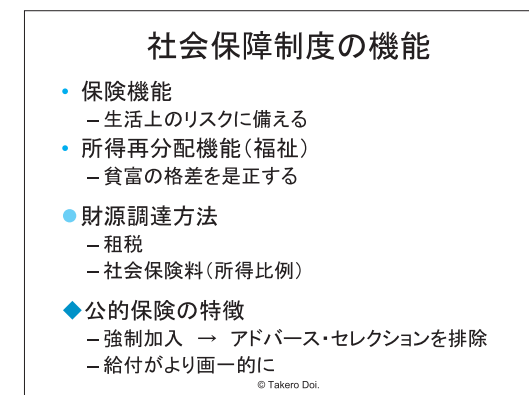 社会保障制度の機能
• 保険機能
– 生活上のリスクに備える
• 所得再分配機能(福祉)
– 貧富の格差を是正する
●財源調達方法
– 租税
– 社会保険料(所得比例)
◆公的保険の特徴
– 強制加入 → アドバース・セレクションを排除
– 給付がより画一的に
© Takero Doi.